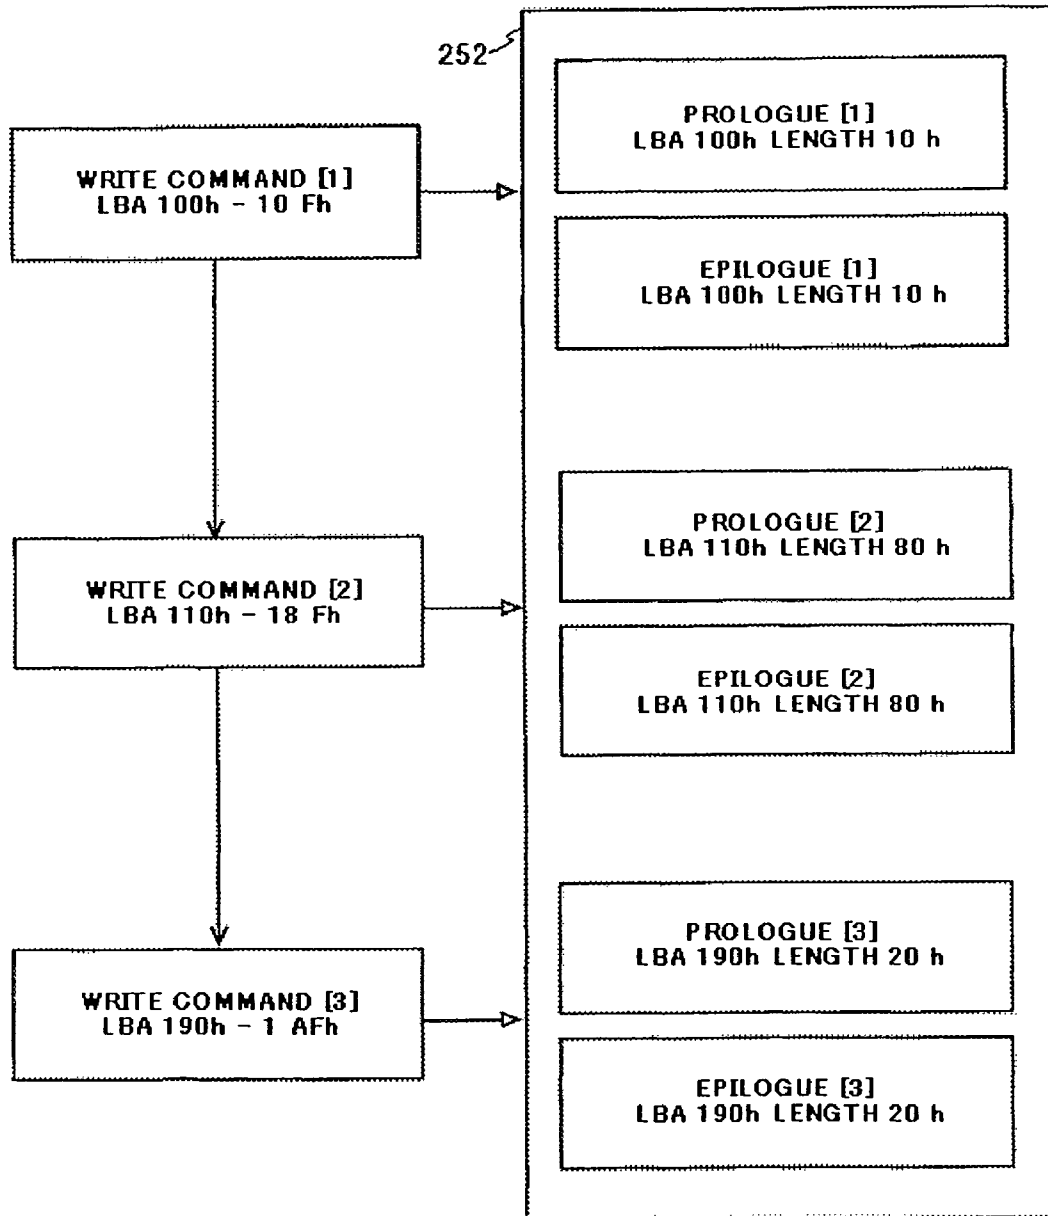 252
WRITE COMMAND [1]
LBA 100h - 10 Fh
PROLOGUE [1]
LBA 100h LENGTH 10 h
EPILOGUE [1]
LBA 100h LENGTH 10 h
WRITE COMMAND [2]
LBA 110h - 18 Fh
PROLOGUE [2]
LBA 110h LENGTH 80 h
EPILOGUE [2]
LBA 110h LENGTH 80 h
WRITE COMMAND [3]
LBA 190h - 1 AFh
PROLOGUE [3]
LBA 190h LENGTH 20 h
EPILOGUE [3]
LBA 190h LENGTH 20 h